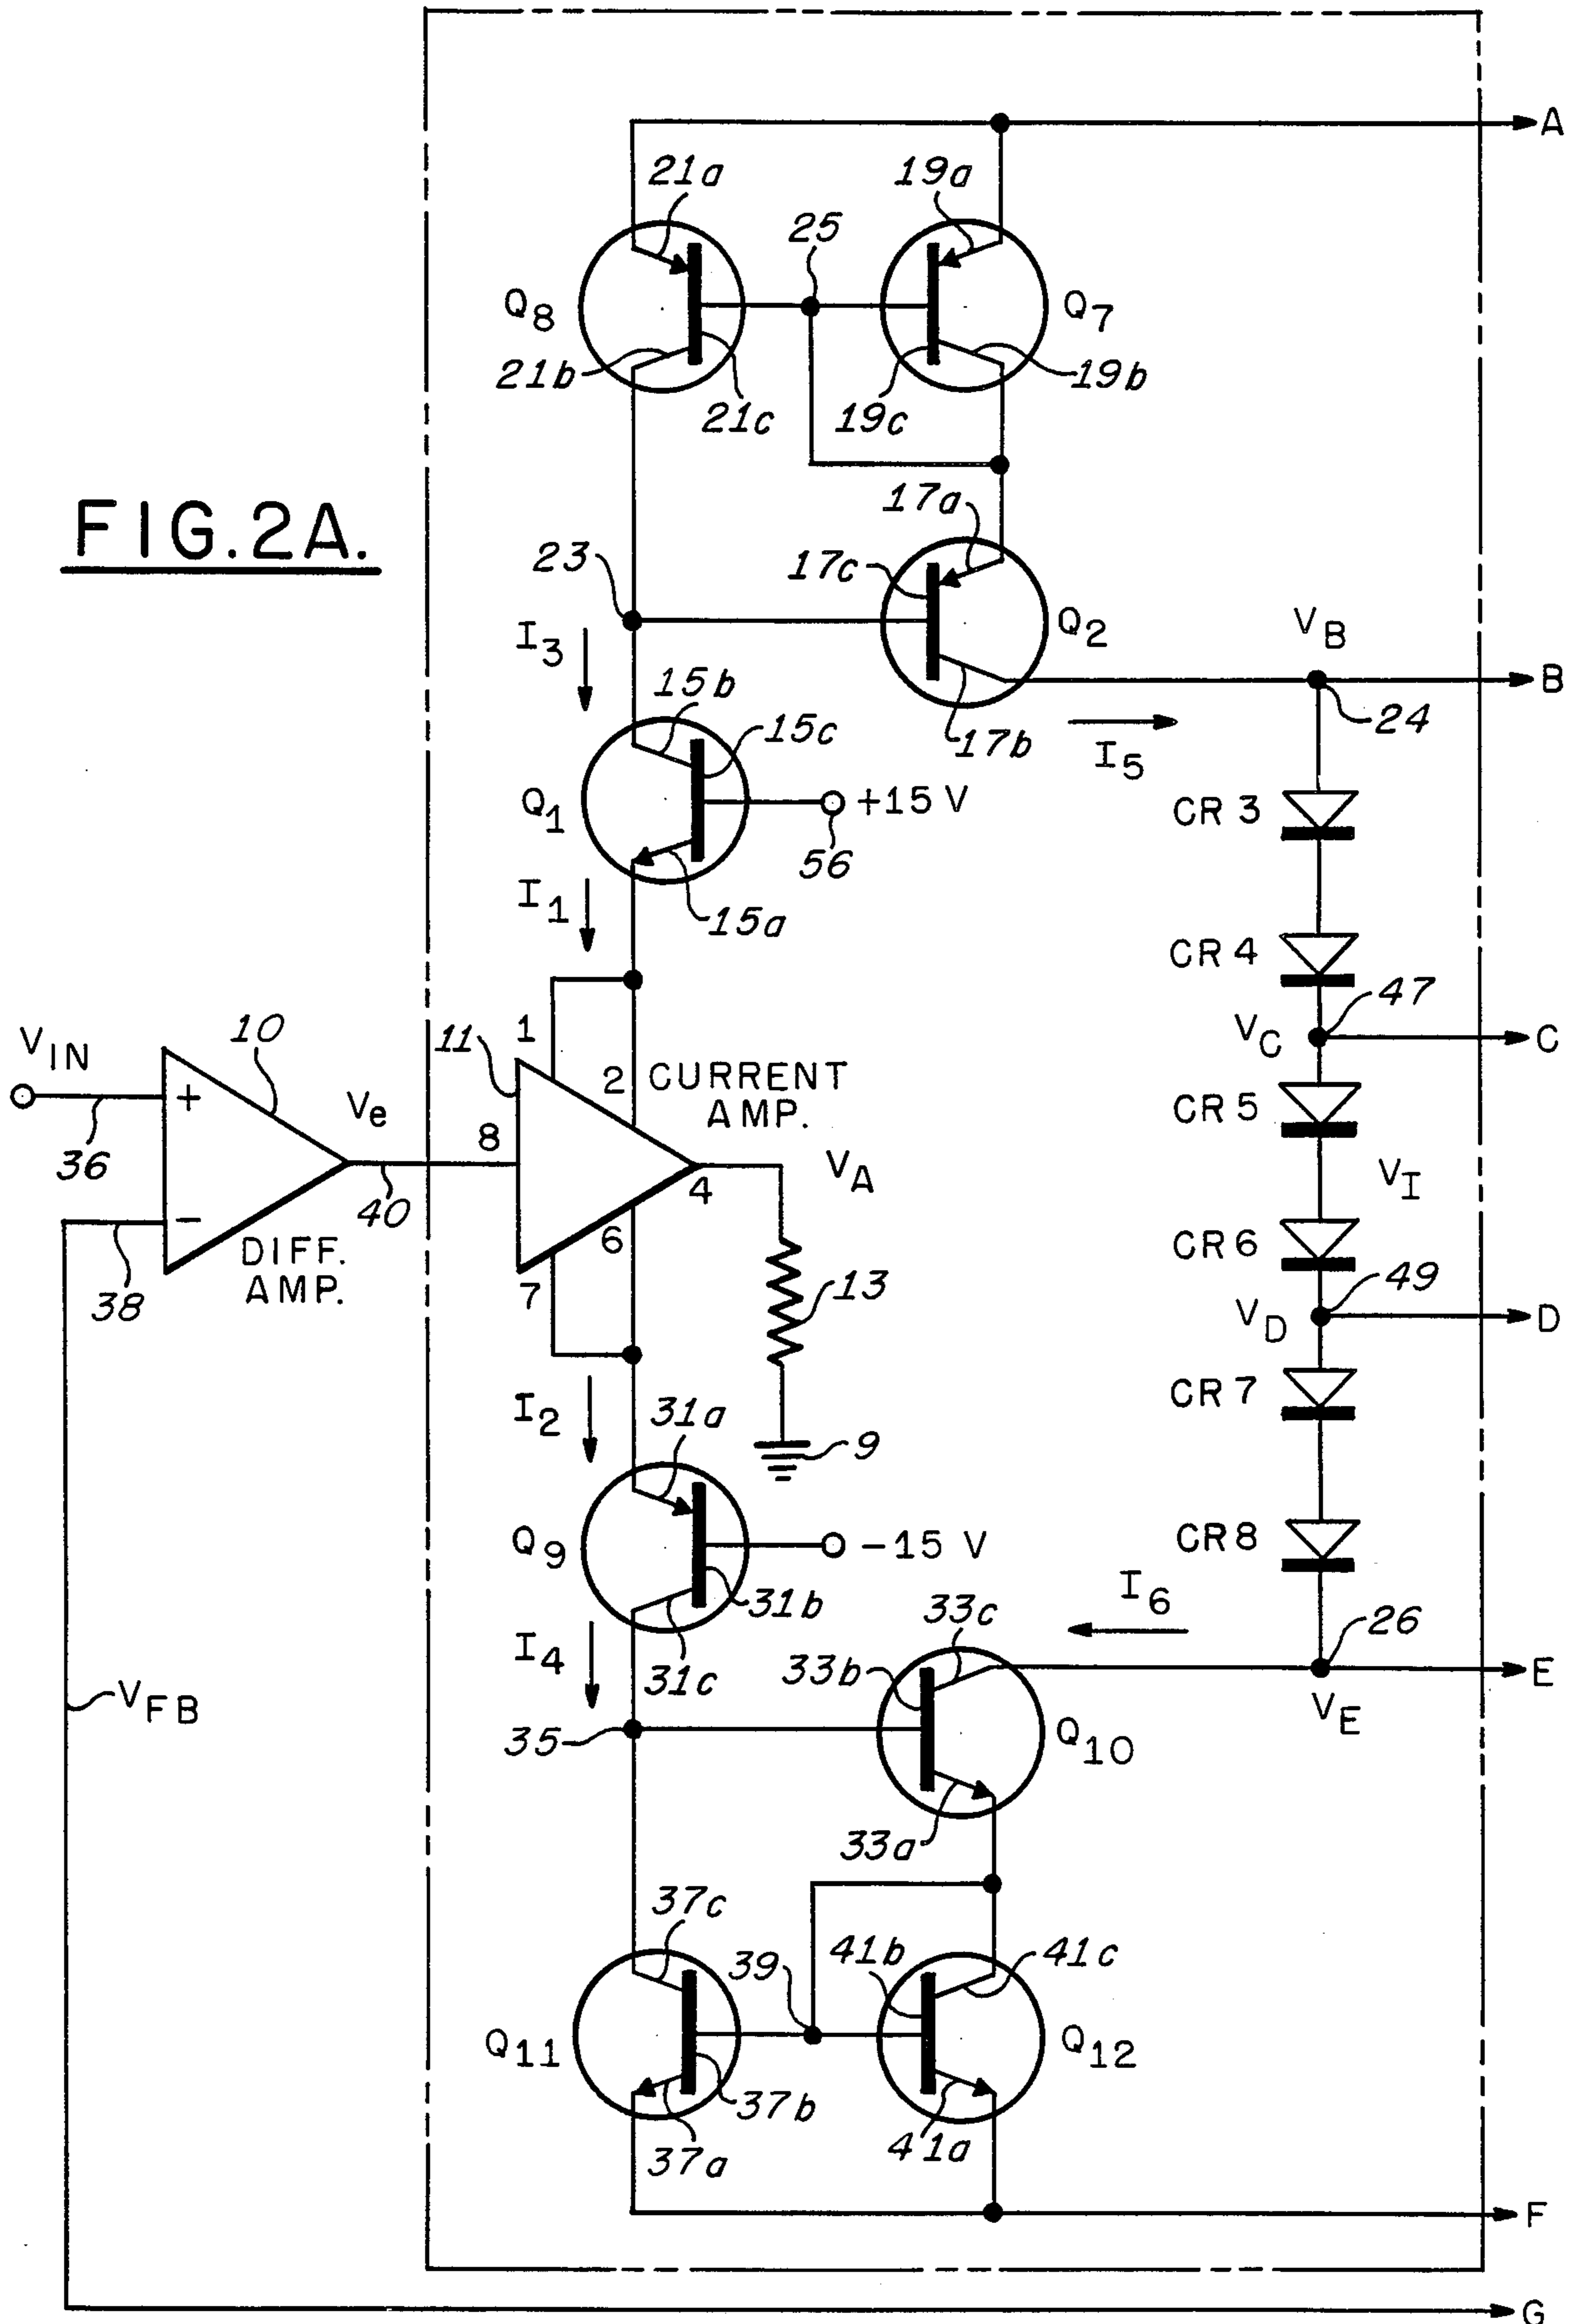 A
21a
19a
25
Q8
Q7
21b
19b
21c
19c
FIG.2A.
17a
23
17c
Q2
VB
I3
B
15b
24
15c
17b
I5
Q1
+15 V
CR 3
56
I1
15a
CR 4
47
VIN
10
11
1
VC
C
2
CURRENT
AMP.
+
Ve
8
CR 5
36
VA
VI
40
4
-
6
CR 6
DIFF.
AMP.
49
38
7
13
VD
D
I2
31a
CR 7
9
Q9
-15 V
CR8
I6
31b
33c
26
I4
31c
33b
E
VFB
35
Q10
VE
33a
37c
39
41b
41c
Q11
Q12
37b
37a
41a
F
G